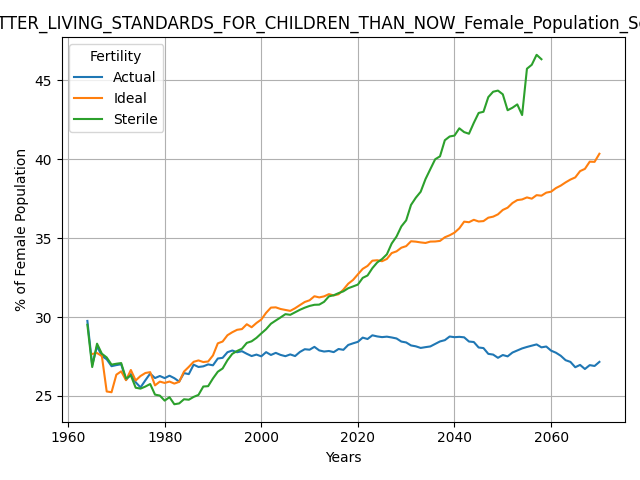 TTER_LIVING_STANDARDS_FOR_CHILDREN_THAN_NOW_Female_Population_S
Fertility
Actual
Ideal
Sterile
% of Female Population
45
40
35
30
25
1960 1980 2000 2020 2040 2060
Years